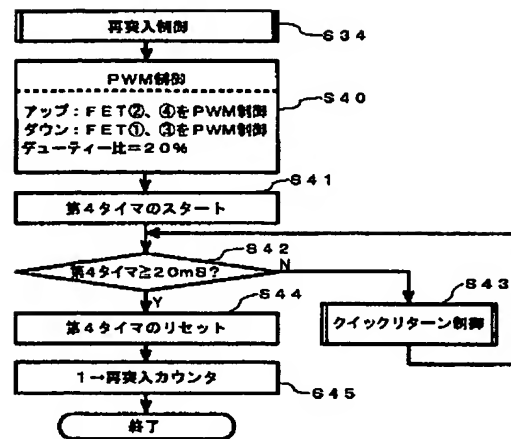 再突入制御
S34
PWM制御
アップ：FET②、④をPWM制御
ダウン：FET①、③をPWM制御
デューティー比＝20％
S40
S41
第4タイマのスタート
S42
第4タイマ≧20mS？
N
S43
Y
S44
クイックリターン制御
第4タイマのリセット
1→再突入カウンタ
S45
終了